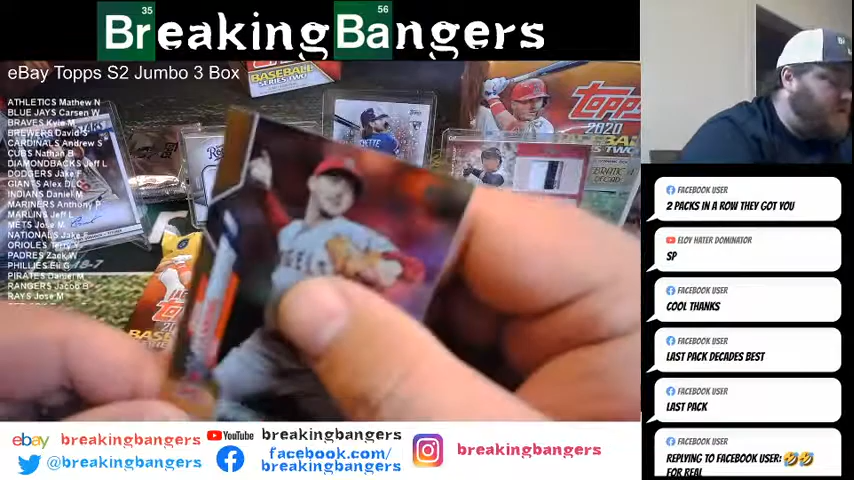 35
56
BreakingBangers
eBay Topps S2 Jumbo 3 Box
ATHLETICS Mathew N
BLUE JAYS Carsen W
BRAVES Kyle M
BREWERS David S
CARDINALS Andrew S
CUBS Nathan B
DIAMONDBACKS Jeff L
DODGERS Jake F
GIANTS Alex DLC
INDIANS Daniel M
MARINERS Anthony P
MARLINS Jeff L
METS Jose M
NATIONALS Jake F
ORIOLES Terry
PADRES Zack W
PHILLIES Eli G
PIRATES Daniel M
RANGERS Jacob B
RAYS Jose M
BASEBALL
Topps
2020
FACEBOOK USER
2 PACKS IN A ROW THEY GOT YOU
ELOY HATER DOMINATOR
SP
FACEBOOK USER
COOL THANKS
FACEBOOK USER
LAST PACK DECADES BEST
FACEBOOK USER
LAST PACK
FACEBOOK USER
REPLYING TO FACEBOOK USER: 🤣🤣
FOR REAL
ebay breakingbangers
YouTube breakingbangers
@breakingbangers
facebook.com/
breakingbangers
breakingbangers